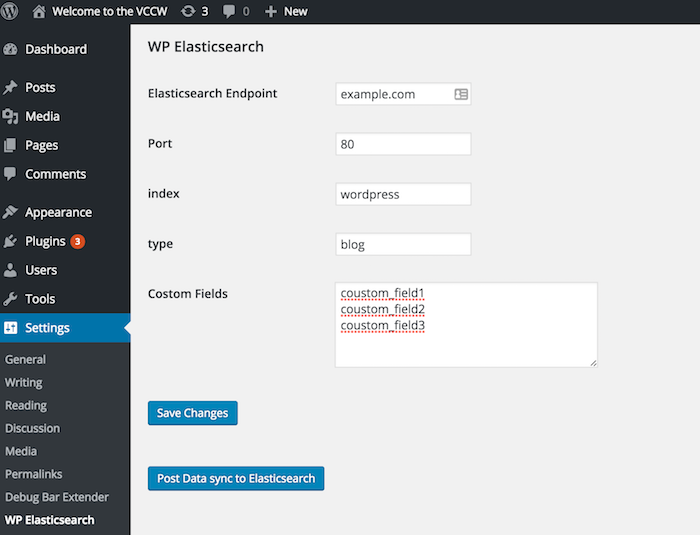 Welcome to the VCCW 3 0 New
Dashboard
Posts
Media
Pages
Comments
Appearance
Plugins 3
Users
Tools
Settings
General
Writing
Reading
Discussion
Media
Permalinks
Debug Bar Extender
WP Elasticsearch
WP Elasticsearch
Elasticsearch Endpoint example.com
Port 80
index wordpress
type blog
Costom Fields coustom_field1
coustom_field2
coustom_field3
Save Changes
Post Data sync to Elasticsearch